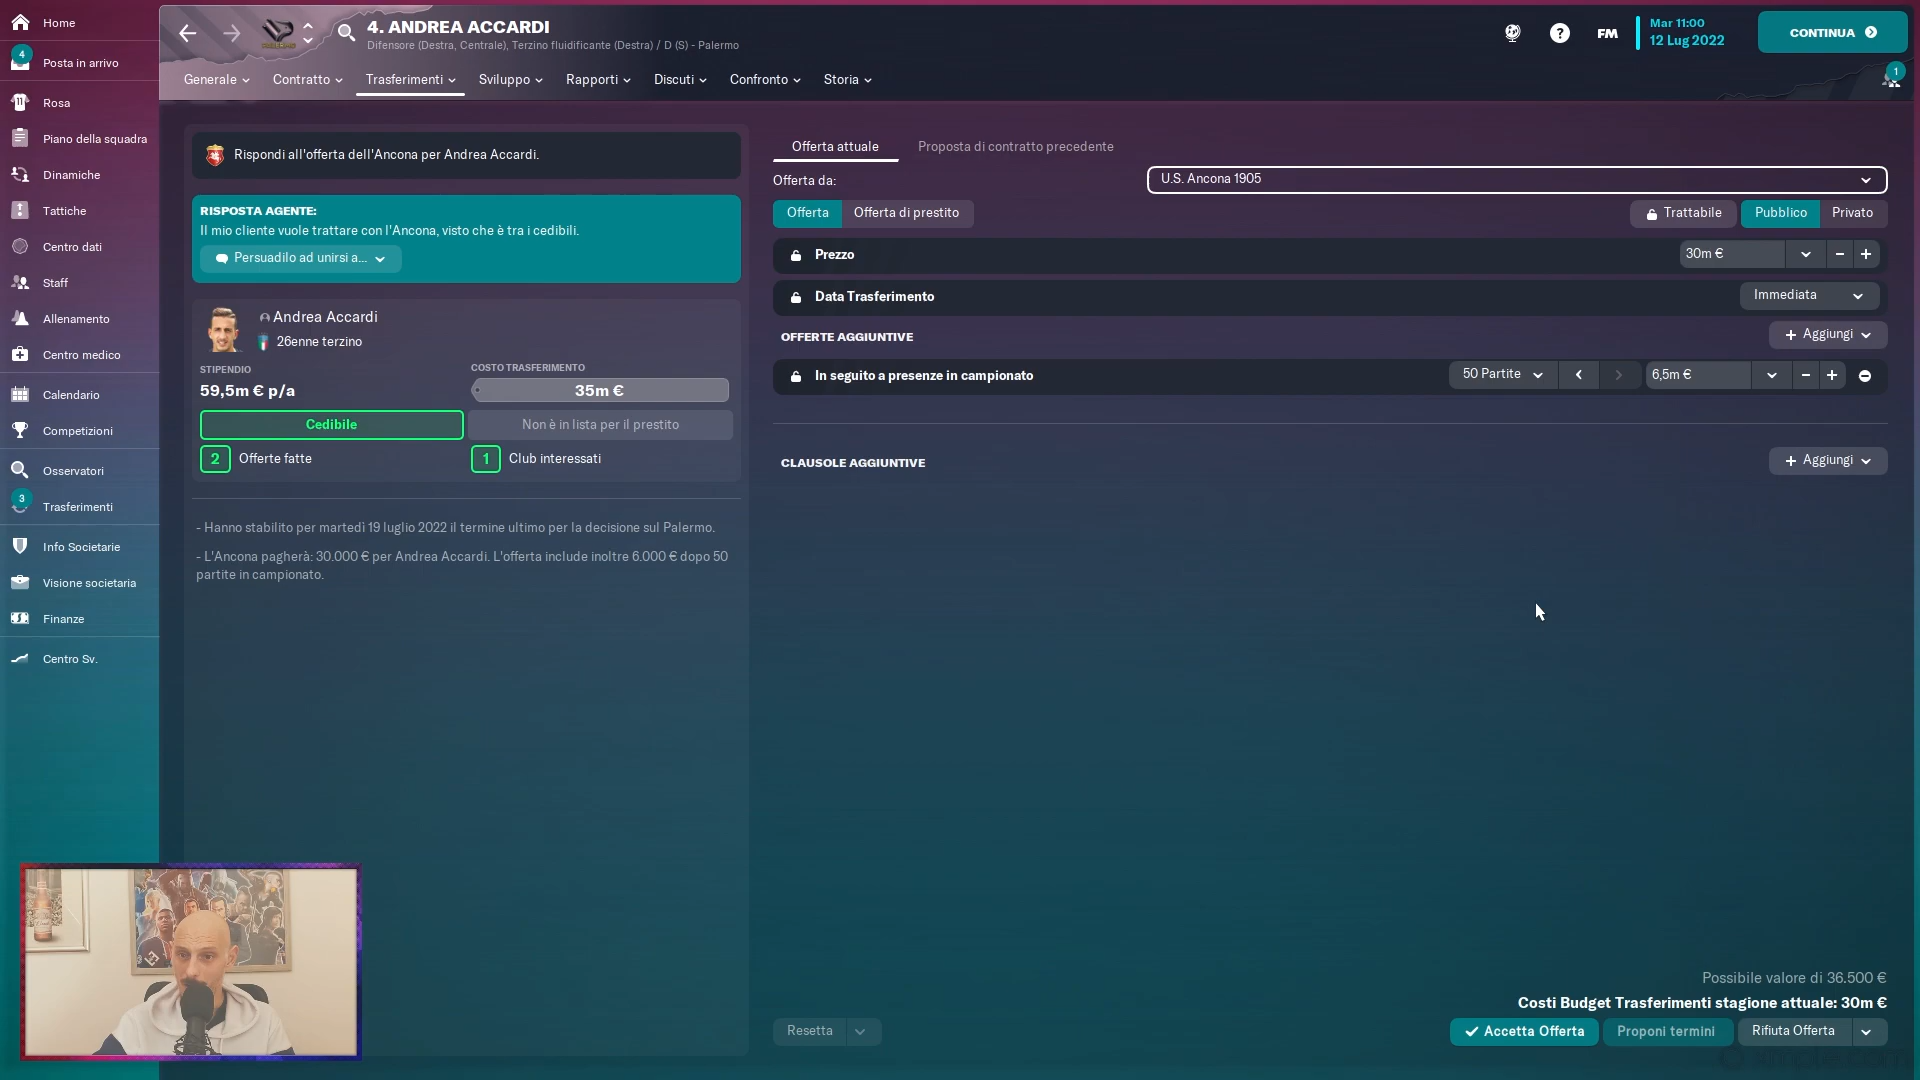 Home
4
Posta in arrivo
Rosa
Piano della squadra
Dinamiche
Tattiche
Centro dati
Staff
Allenamento
Centro medico
Calendario
Competizioni
Osservatori
3
Trasferimenti
Info Societarie
Visione societaria
Finanze
Centro Sv.
4. ANDREA ACCARDI
Difensore (Destra, Centrale), Terzino fluidificante (Destra) / D (S) - Palermo
FM
Mar 11:00
12 Lug 2022
CONTINUA
1
Generale
Contratto
Trasferimenti
Sviluppo
Rapporti
Discuti
Confronto
Storia
Rispondi all'offerta dell'Ancona per Andrea Accardi.
RISPOSTA AGENTE:
Il mio cliente vuole trattare con l'Ancona, visto che è tra i cedibili.
Persuadilo ad unirsi a...
Andrea Accardi
26enne terzino
STIPENDIO
59,5m € p/a
COSTO TRASFERIMENTO
35m €
Cedibile
Non è in lista per il prestito
2 Offerte fatte
1 Club interessati
- Hanno stabilito per martedì 19 luglio 2022 il termine ultimo per la decisione sul Palermo.
- L'Ancona pagherà: 30.000 € per Andrea Accardi. L'offerta include inoltre 6.000 € dopo 50
partite in campionato.
Offerta attuale
Proposta di contratto precedente
Offerta da:
U.S. Ancona 1905
Offerta
Offerta di prestito
Trattabile
Pubblico
Privato
Prezzo
30m €
Data Trasferimento
Immediata
OFFERTE AGGIUNTIVE
Aggiungi
In seguito a presenze in campionato
50 Partite
6,5m €
CLAUSOLE AGGIUNTIVE
Aggiungi
Possibile valore di 36.500 €
Costi Budget Trasferimenti stagione attuale: 30m €
Resetta
Accetta Offerta
Proponi termini
Rifiuta Offerta